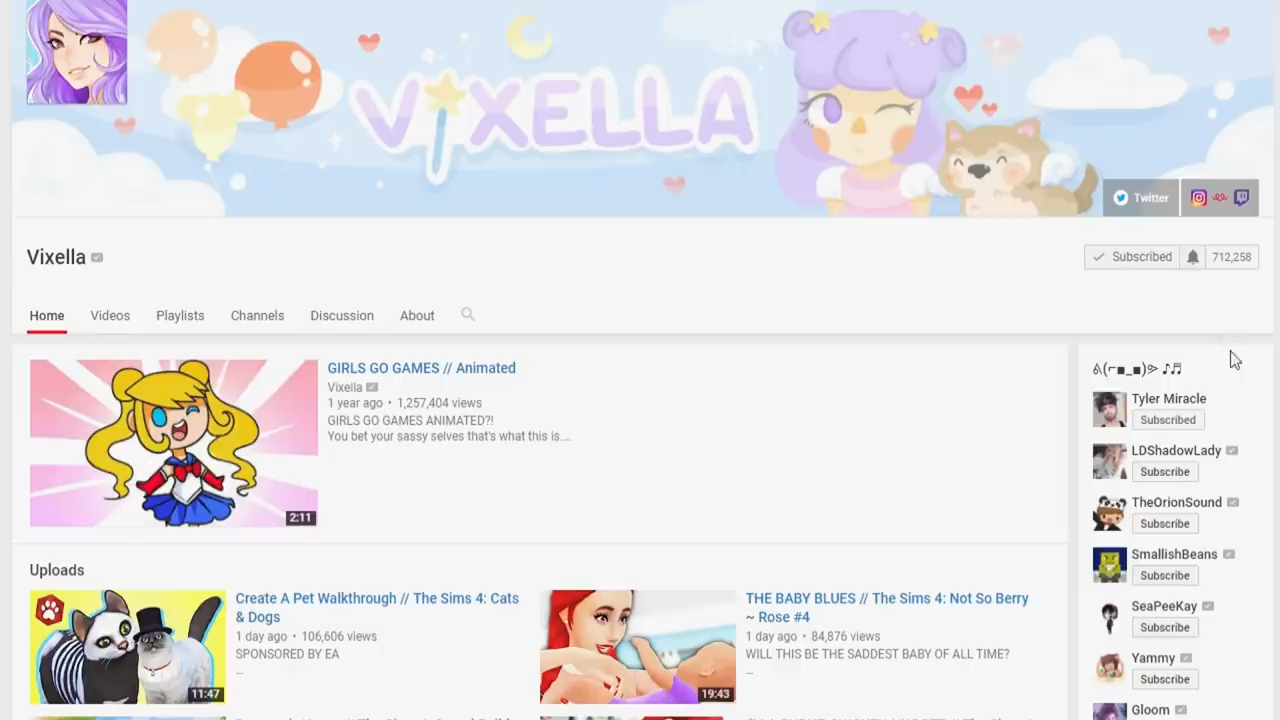 VIXELLA
Twitter
Vixella
Subscribed
712,258
Home
Videos
Playlists
Channels
Discussion
About
GIRLS GO GAMES // Animated
Vixella
1 year ago • 1,257,404 views
GIRLS GO GAMES ANIMATED?!
You bet your sassy selves that's what this is....
2:11
Uploads
Create A Pet Walkthrough // The Sims 4: Cats
& Dogs
1 day ago • 106,606 views
SPONSORED BY EA
...
11:47
THE BABY BLUES // The Sims 4: Not So Berry
~ Rose #4
1 day ago • 84,876 views
WILL THIS BE THE SADDEST BABY OF ALL TIME?
...
19:43
Tyler Miracle
Subscribed
LDShadowLady
Subscribe
TheOrionSound
Subscribe
SmallishBeans
Subscribe
SeaPeeKay
Subscribe
Yammy
Subscribe
Gloom